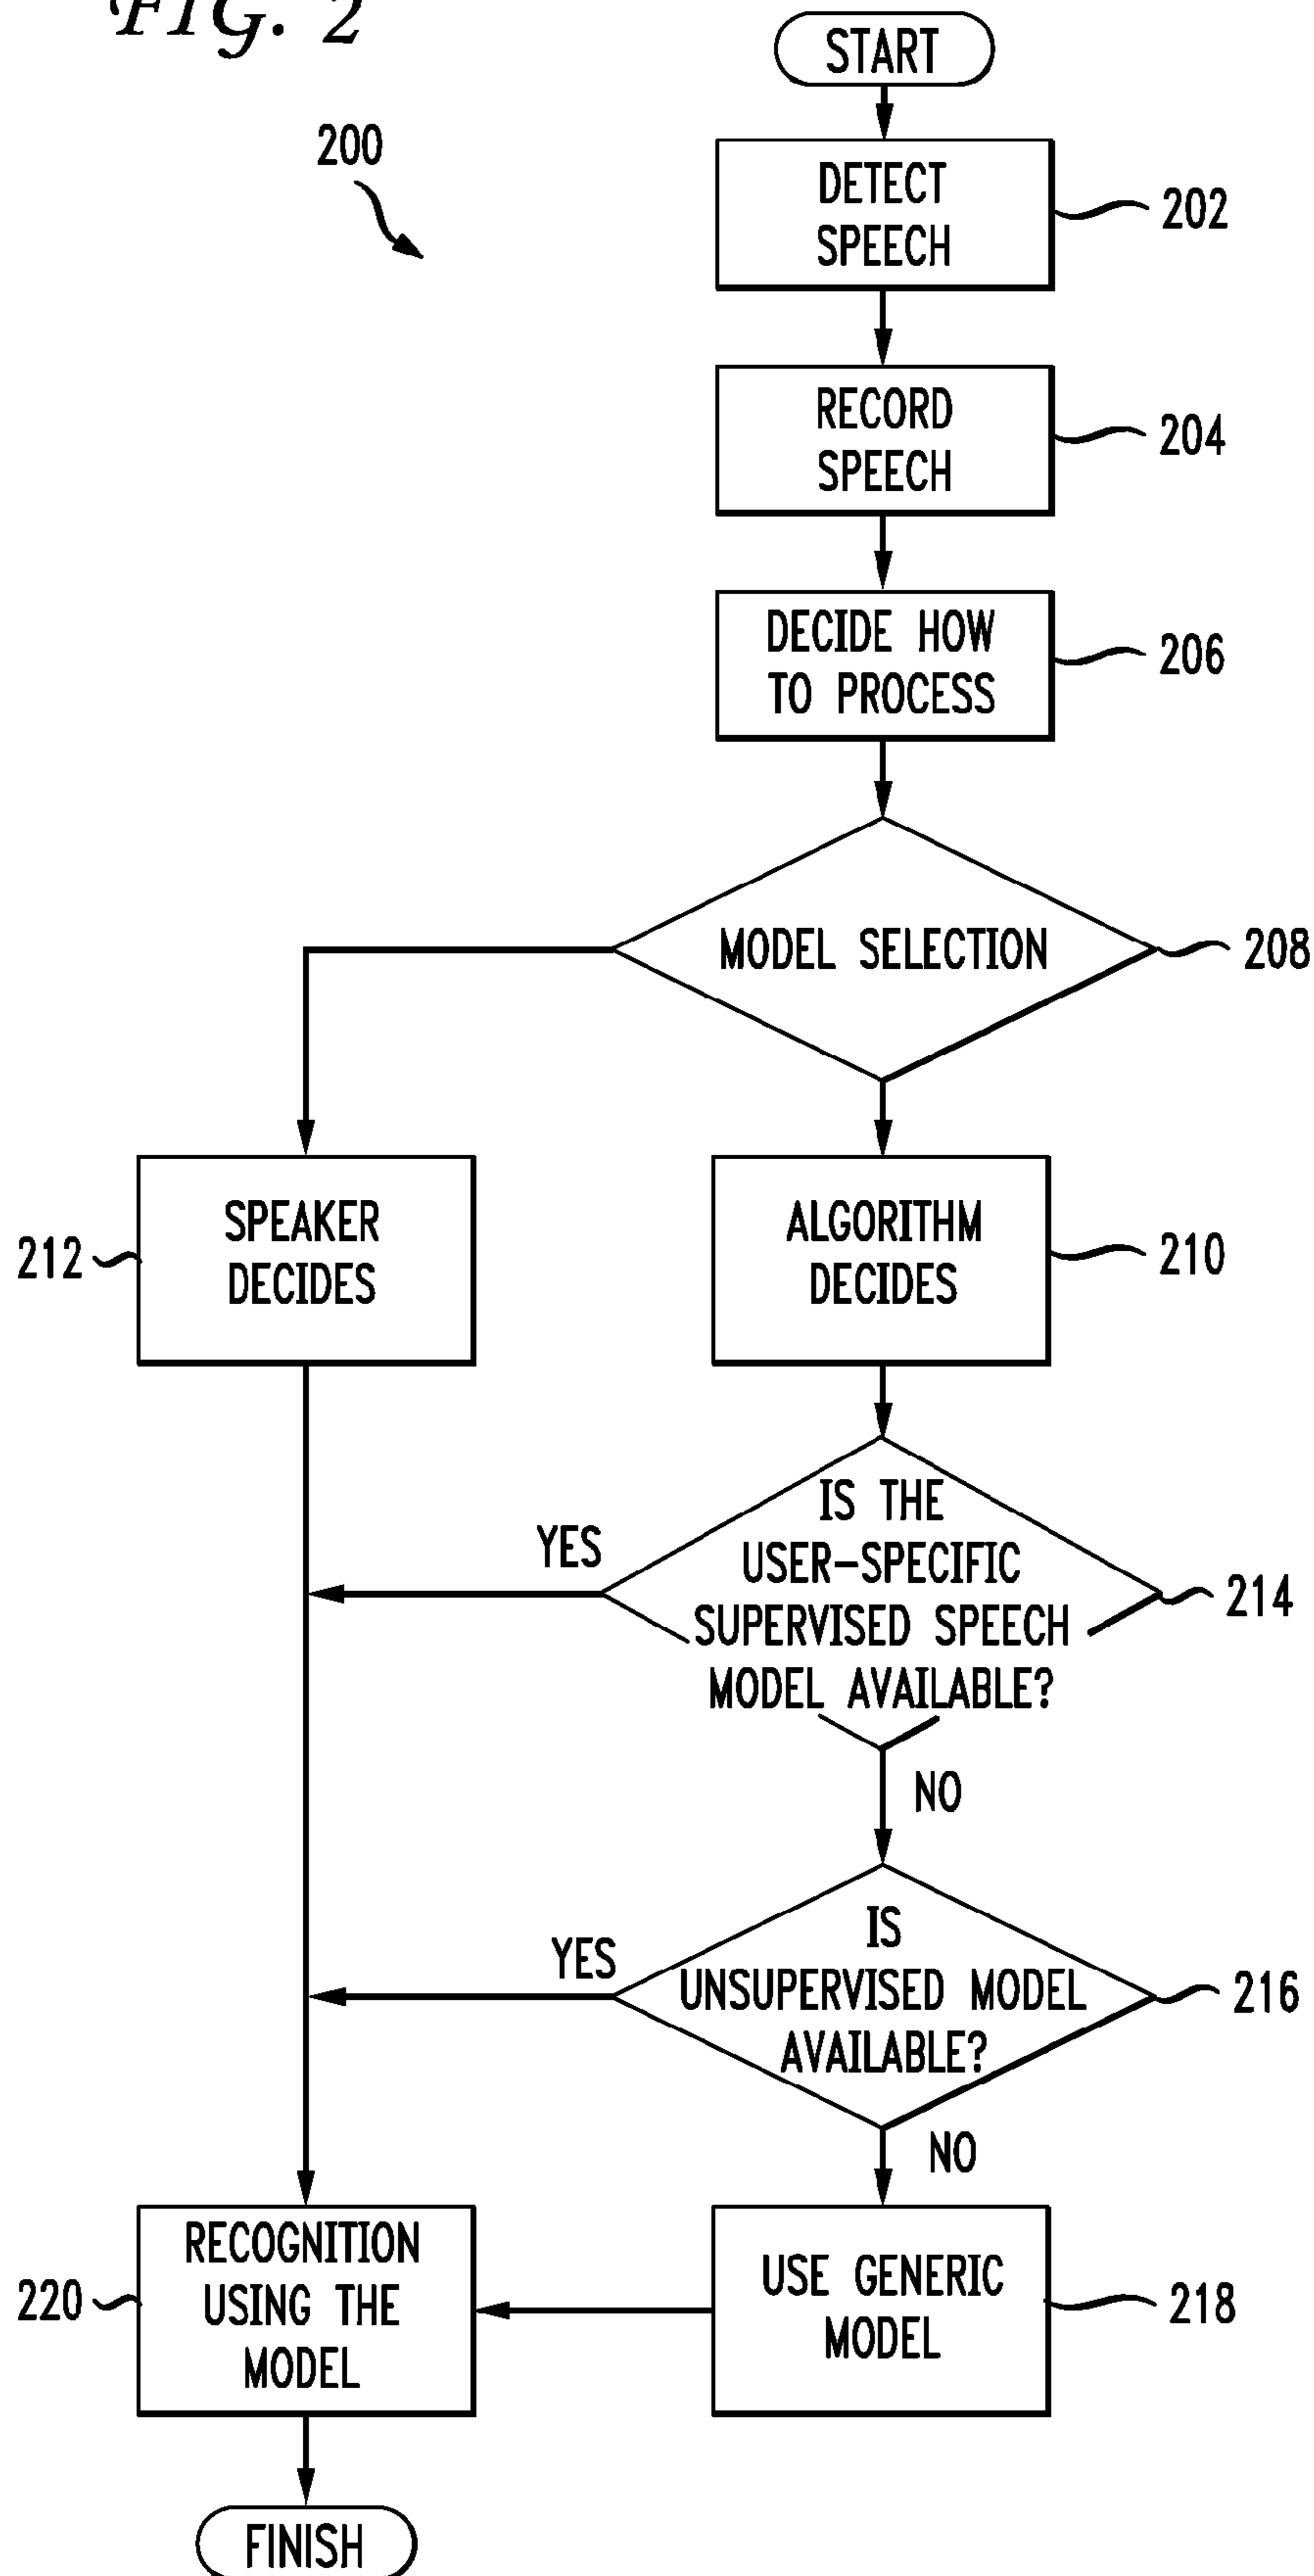 FIG. 2
START
200
DETECT
SPEECH
202
RECORD
SPEECH
204
DECIDE HOW
TO PROCESS
206
MODEL SELECTION
208
SPEAKER
DECIDES
212
ALGORITHM
DECIDES
210
IS THE
USER-SPECIFIC
SUPERVISED SPEECH
MODEL AVAILABLE?
YES
214
NO
IS
UNSUPERVISED MODEL
AVAILABLE?
YES
216
NO
RECOGNITION
USING THE
MODEL
220
USE GENERIC
MODEL
218
FINISH